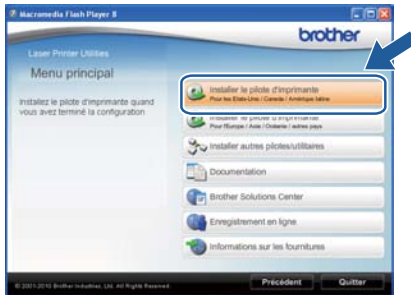 Macromedia Flash Player 8
brother
Laser Printer Utilities
Menu principal
Installez le pilote d'imprimante quand
vous avez terminé la configuration
Installer le pilote d'imprimante
Pour les Etats-Unis / Canada / Amérique latine
Installer le pilote d'imprimante
Pour l'Europe / Asie / Océanie / autres pays
Installer autres pilotes/utilitaires
Documentation
Brother Solutions Center
Enregistrement en ligne
Informations sur les fournitures
© 2001-2010 Brother Industries, Ltd. All Rights Reserved.
Précédent
Quitter